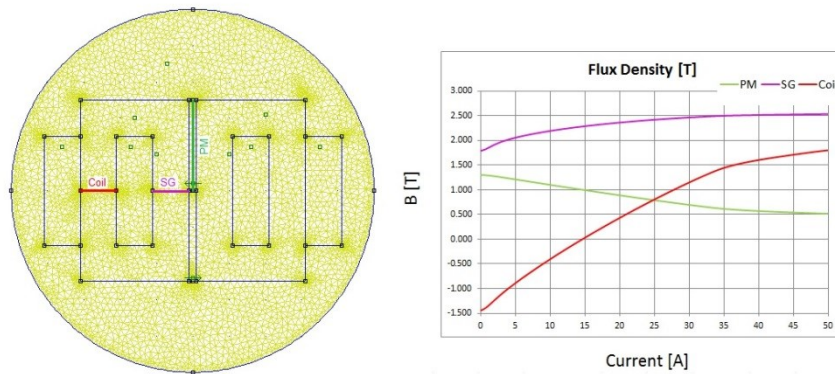 Coil
SG
PM
Flux Density [T]
PM SG Coil
3.000
2.500
2.000
1.500
1.000
0.500
0.000
-0.500
-1.000
-1.500
B [T]
0 5 10 15 20 25 30 35 40 45 50
Current [A]